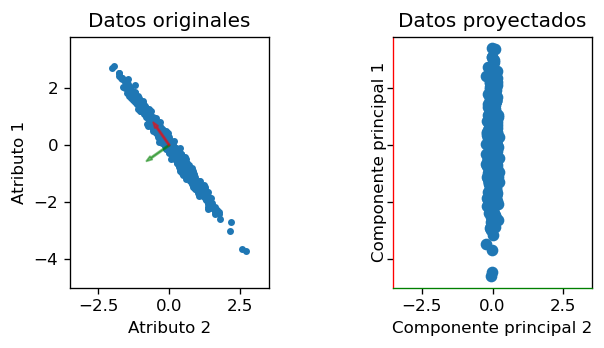 Datos originales
Atributo 1
2
0
−2
−4
−2.5
0.0
2.5
Atributo 2
Datos proyectados
Componente principal 1
−2.5
0.0
2.5
Componente principal 2